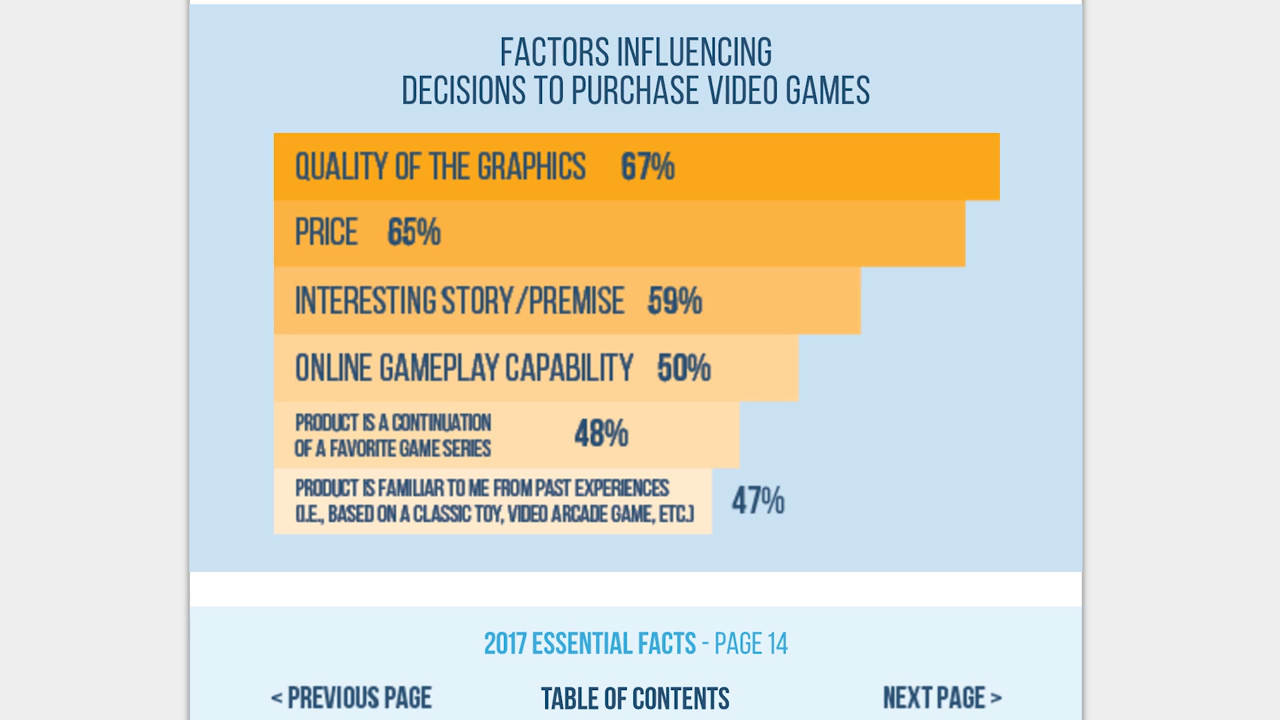 FACTORS INFLUENCING
DECISIONS TO PURCHASE VIDEO GAMES
QUALITY OF THE GRAPHICS 67%
PRICE 65%
INTERESTING STORY/PREMISE 59%
ONLINE GAMEPLAY CAPABILITY 50%
PRODUCT IS A CONTINUATION
OF A FAVORITE GAME SERIES
48%
PRODUCT IS FAMILIAR TO ME FROM PAST EXPERIENCES
(I.E., BASED ON A CLASSIC TOY, VIDEO ARCADE GAME, ETC.)
47%
2017 ESSENTIAL FACTS - PAGE 14
< PREVIOUS PAGE TABLE OF CONTENTS NEXT PAGE >